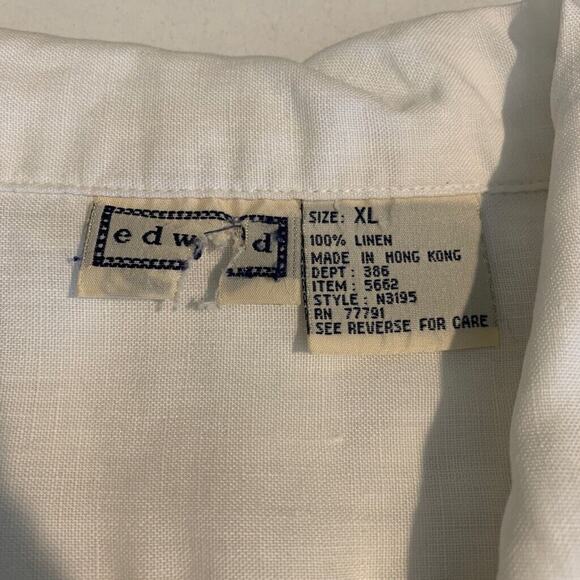 edw d
SIZE: XL
100% LINEN
MADE IN HONG KONG
DEPT: 386
ITEM: 5662
STYLE: N3195
RN 77791
SEE REVERSE FOR CARE